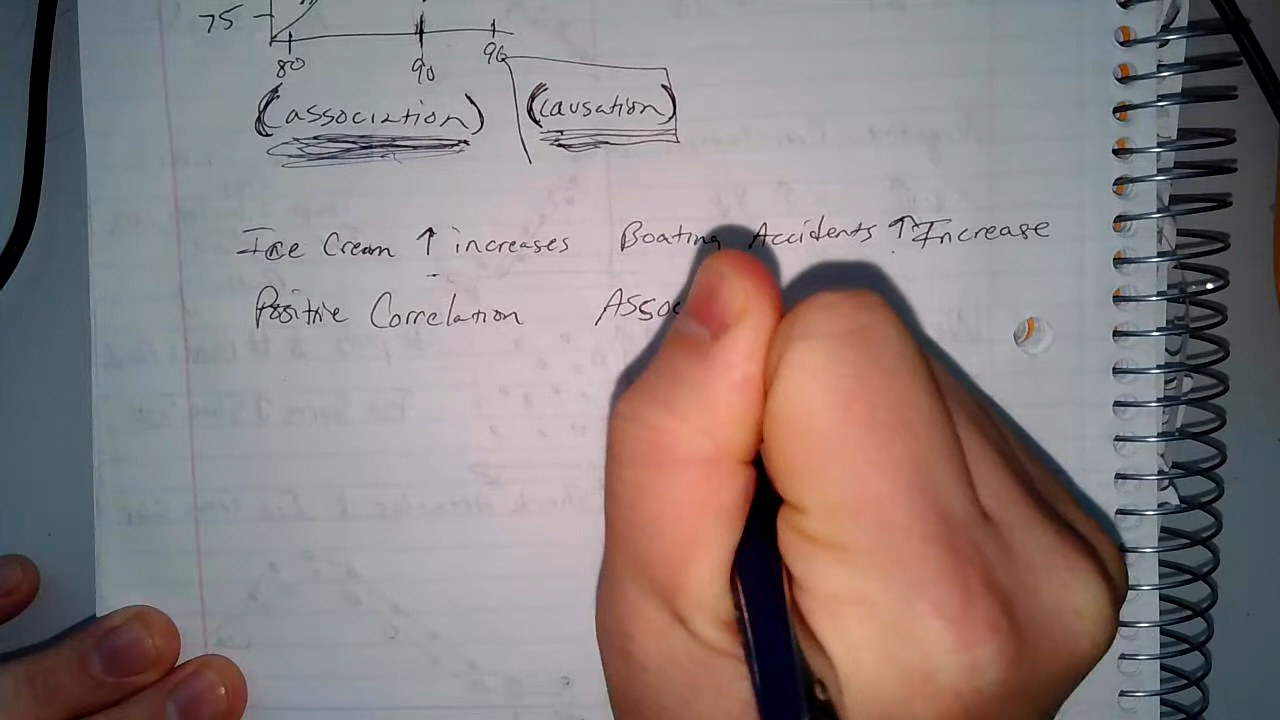 75
80 90 96
(association) (causation)
Ice Cream ↑ increases Boating Accidents ↑ Increase
Positive Correlation Assoc